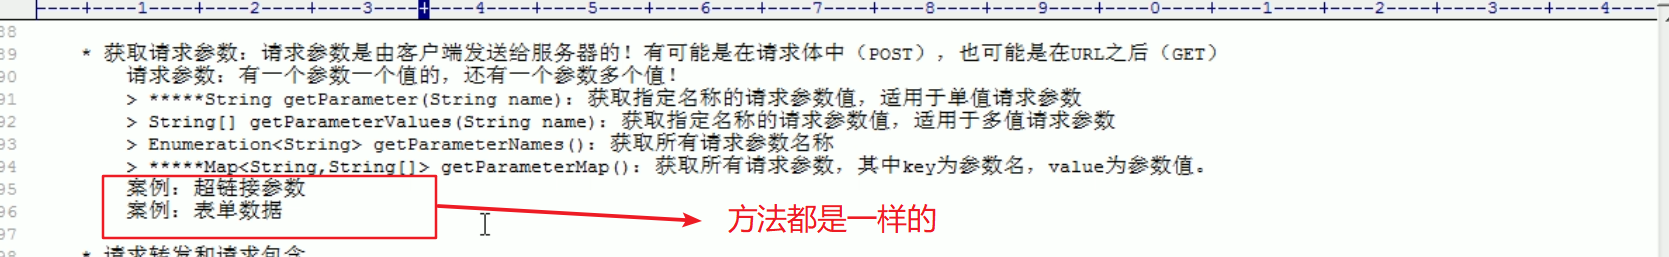 |----+----1----+----2----+----3----+----4----+----5----+----6----+----7----+----8----+----9----+----0----+----1----+----2----+----3----+----4----
88
89 * 获取请求参数：请求参数是由客户端发送给服务器的！有可能是在请求体中（POST），也可能是在URL之后（GET）
90 请求参数：有一个参数一个值的，还有一个参数多个值！
91 > *****String getParameter(String name)：获取指定名称的请求参数值，适用于单值请求参数
92 > String[] getParameterValues(String name)：获取指定名称的请求参数值，适用于多值请求参数
93 > Enumeration<String> getParameterNames()：获取所有请求参数名称
94 > *****Map<String,String[]> getParameterMap()：获取所有请求参数，其中key为参数名，value为参数值。
95 案例：超链接参数
96 案例：表单数据
方法都是一样的
97
98 * 请求转发和请求包含